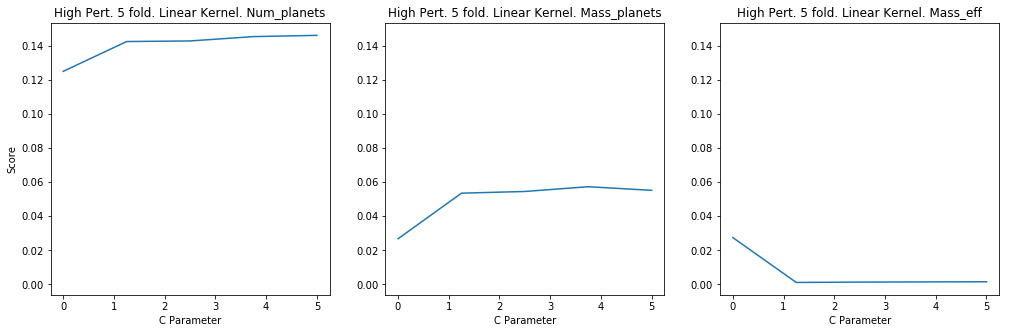 High Pert. 5 fold. Linear Kernel. Num_planets
0.14
0.12
0.10
0.08
0.06
0.04
0.02
0.00
Score
0 1 2 3 4 5
C Parameter
High Pert. 5 fold. Linear Kernel. Mass_planets
0.14
0.12
0.10
0.08
0.06
0.04
0.02
0.00
0 1 2 3 4 5
C Parameter
High Pert. 5 fold. Linear Kernel. Mass_eff
0.14
0.12
0.10
0.08
0.06
0.04
0.02
0.00
0 1 2 3 4 5
C Parameter